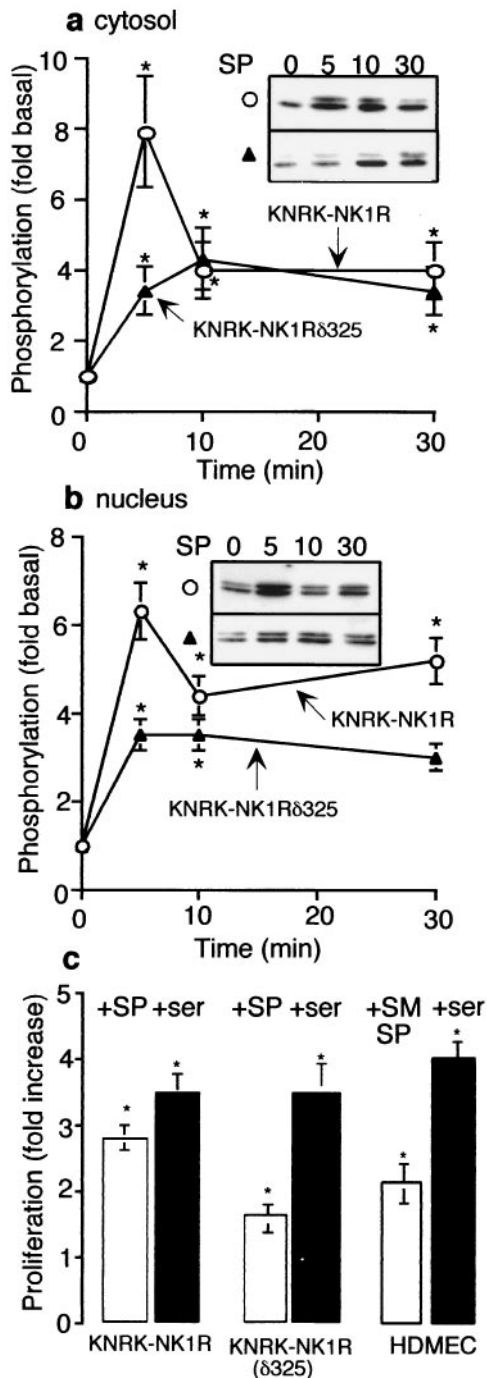 a cytosol
Phosphorylation (fold basal)
10
8
6
4
2
0
SP 0 5 10 30
KNRK-NK1R
KNRK-NK1Rδ325
* * * * * *
0 10 20 30
Time (min)
b nucleus
Phosphorylation (fold basal)
8
6
4
2
0
SP 0 5 10 30
KNRK-NK1R
KNRK-NK1Rδ325
* * * * *
0 10 20 30
Time (min)
c
Proliferation (fold increase)
5
4
3
2
1
0
+SP +ser +SP +ser +SM +ser
SP
* * * * * *
KNRK-NK1R KNRK-NK1R HDMEC
(δ325)